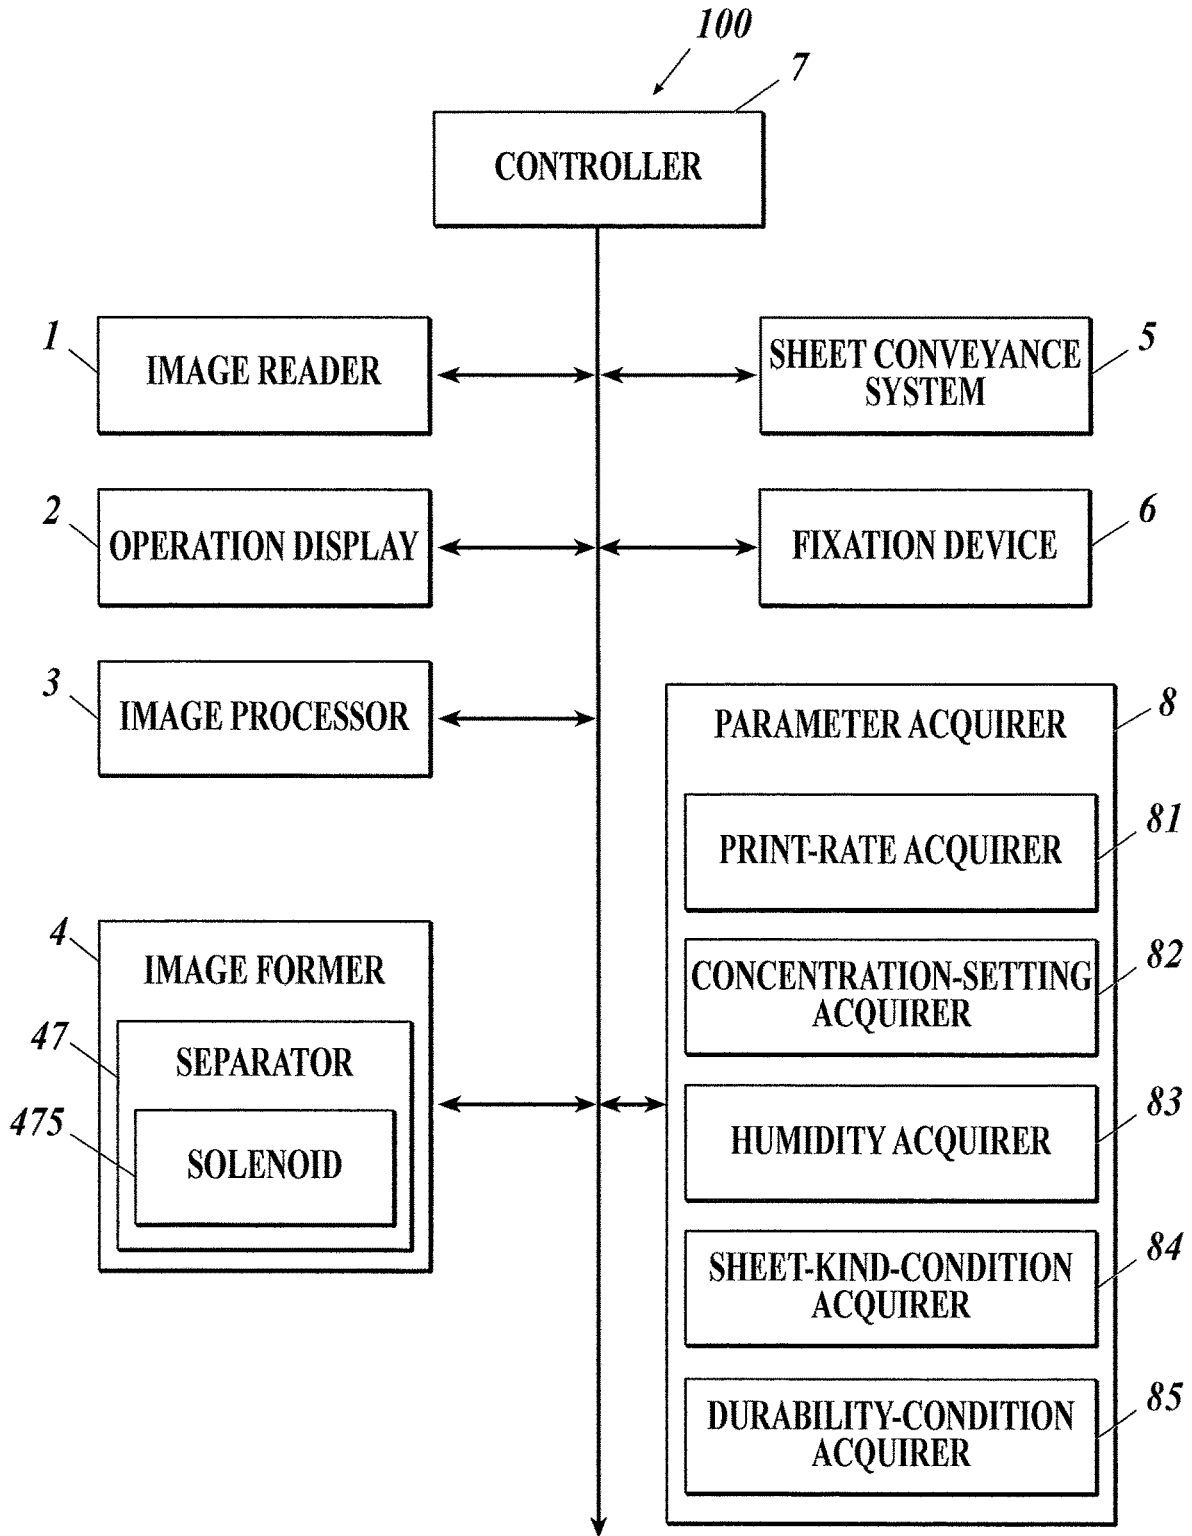 100
7
CONTROLLER
1
IMAGE READER
5
SHEET CONVEYANCE
SYSTEM
2
OPERATION DISPLAY
6
FIXATION DEVICE
3
IMAGE PROCESSOR
8
PARAMETER ACQUIRER
81
PRINT-RATE ACQUIRER
82
CONCENTRATION-SETTING
ACQUIRER
83
HUMIDITY ACQUIRER
84
SHEET-KIND-CONDITION
ACQUIRER
85
DURABILITY-CONDITION
ACQUIRER
4
IMAGE FORMER
47
SEPARATOR
475
SOLENOID